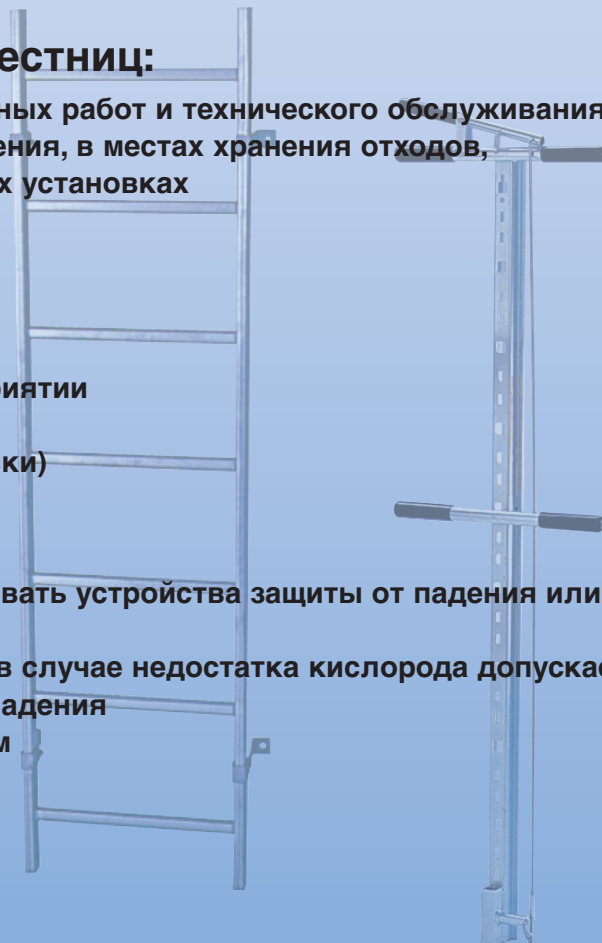 естниц:
ных работ и технического обслуживания
ения, в местах хранения отходов,
х установках
риятии
ки)
вать устройства защиты от падения или
в случае недостатка кислорода допускае
адения
м